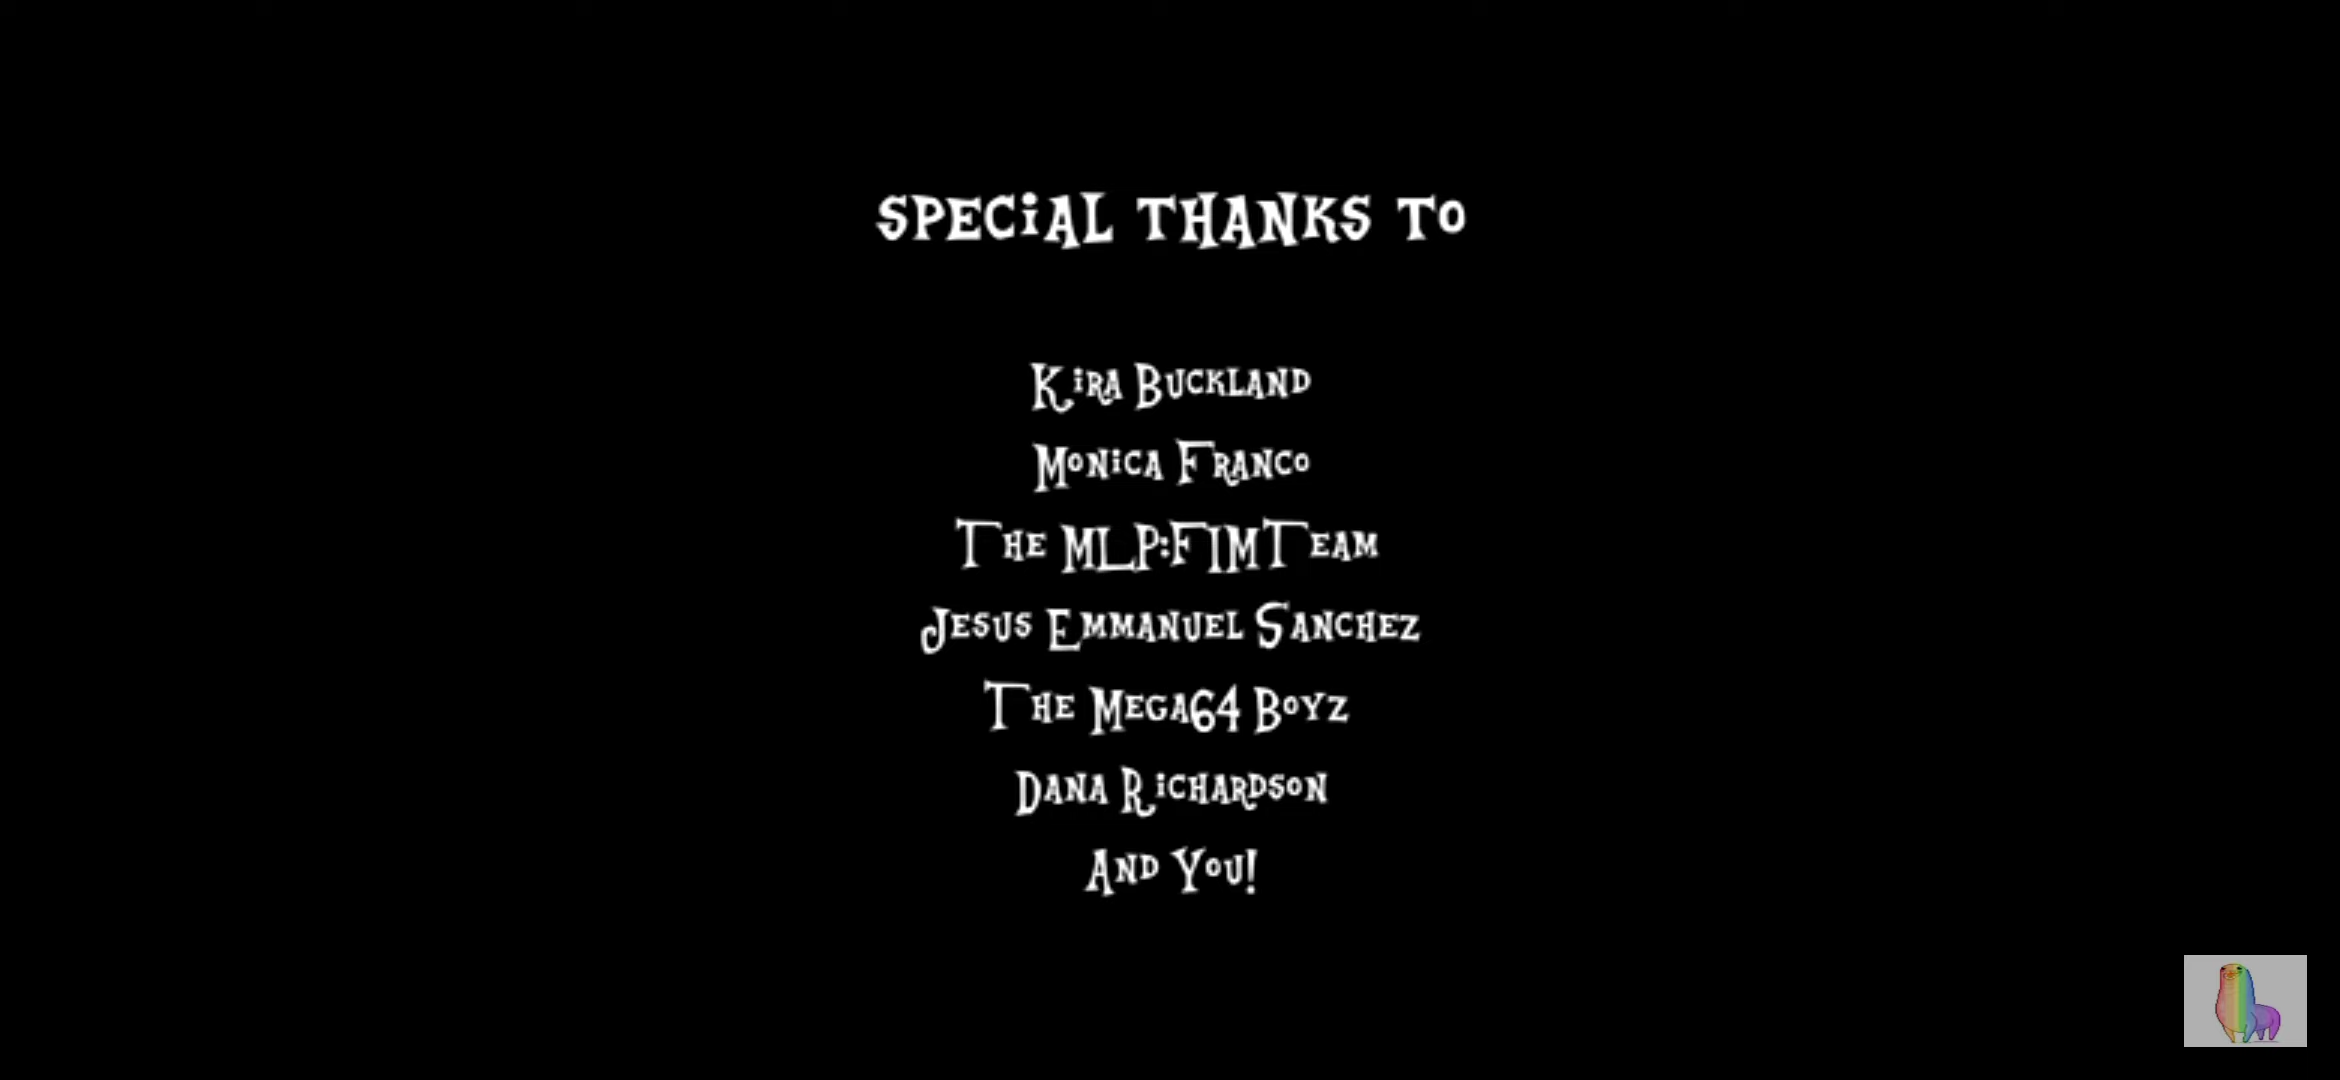 SPECiAL THANKS TO
Kira Buckland
Monica Franco
The MLP:FIM Team
Jesus Emmanuel Sanchez
The Mega64 Boyz
Dana Richardson
And You!